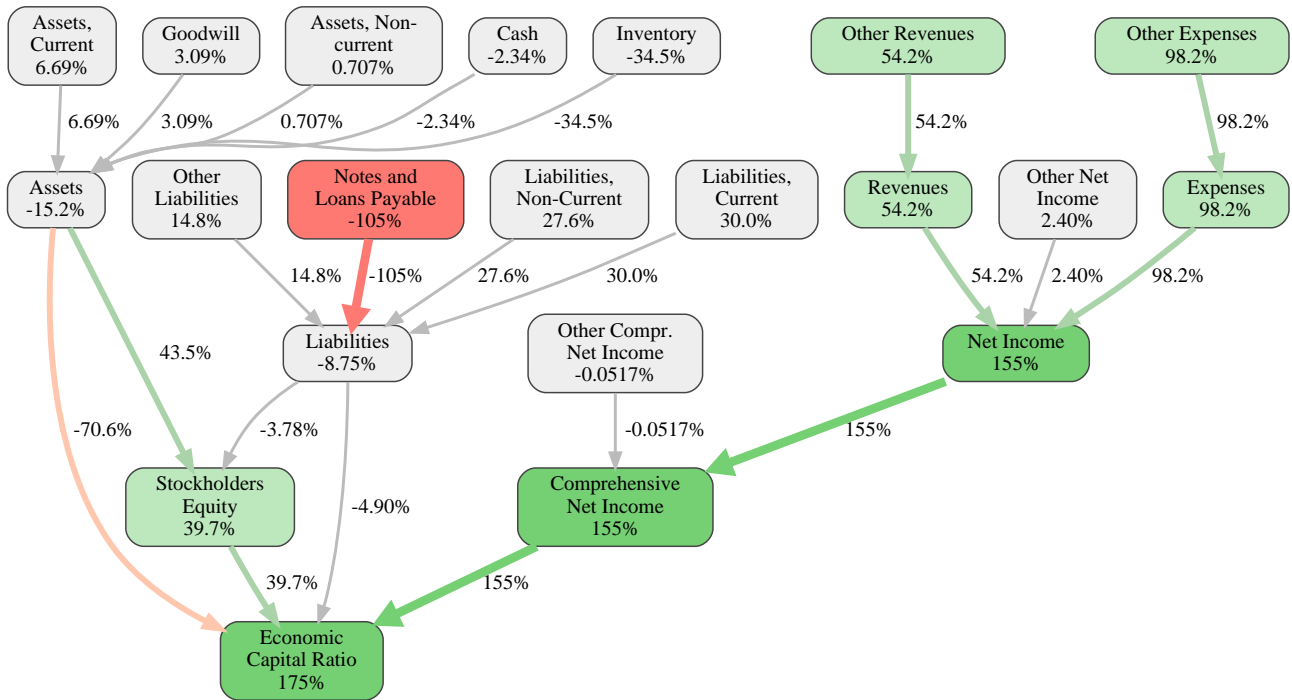 Assets,
Current
6.69%
Goodwill
3.09%
Assets, Non-
current
0.707%
Cash
-2.34%
Inventory
-34.5%
Other Revenues
54.2%
Other Expenses
98.2%
6.69%
3.09%
0.707%
-2.34%
-34.5%
54.2%
98.2%
Assets
-15.2%
Other
Liabilities
14.8%
Notes and
Loans Payable
-105%
Liabilities,
Non-Current
27.6%
Liabilities,
Current
30.0%
Revenues
54.2%
Other Net
Income
2.40%
Expenses
98.2%
14.8%
-105%
27.6%
30.0%
54.2%
2.40%
98.2%
43.5%
Liabilities
-8.75%
Other Compr.
Net Income
-0.0517%
Net Income
155%
-70.6%
-3.78%
-0.0517%
155%
Stockholders
Equity
39.7%
-4.90%
Comprehensive
Net Income
155%
39.7%
155%
Economic
Capital Ratio
175%